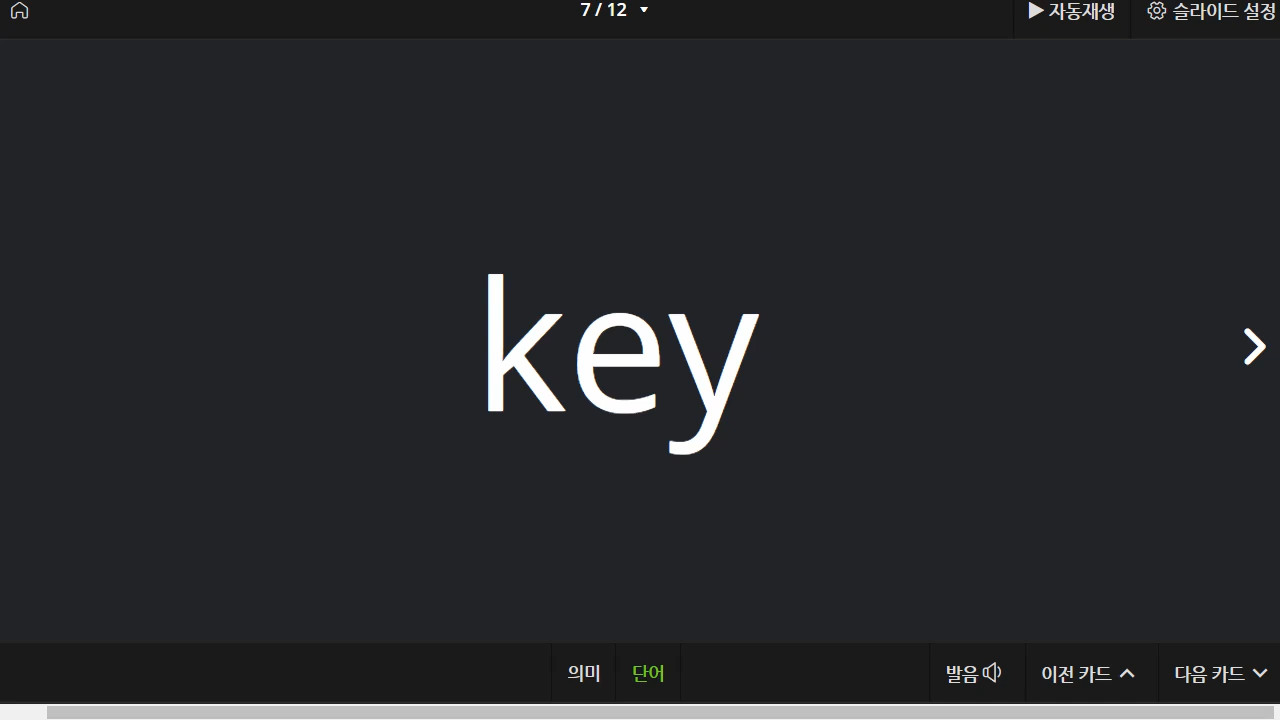 7 / 12
자동재생
슬라이드 설정
key
의미
단어
발음
이전 카드
다음 카드